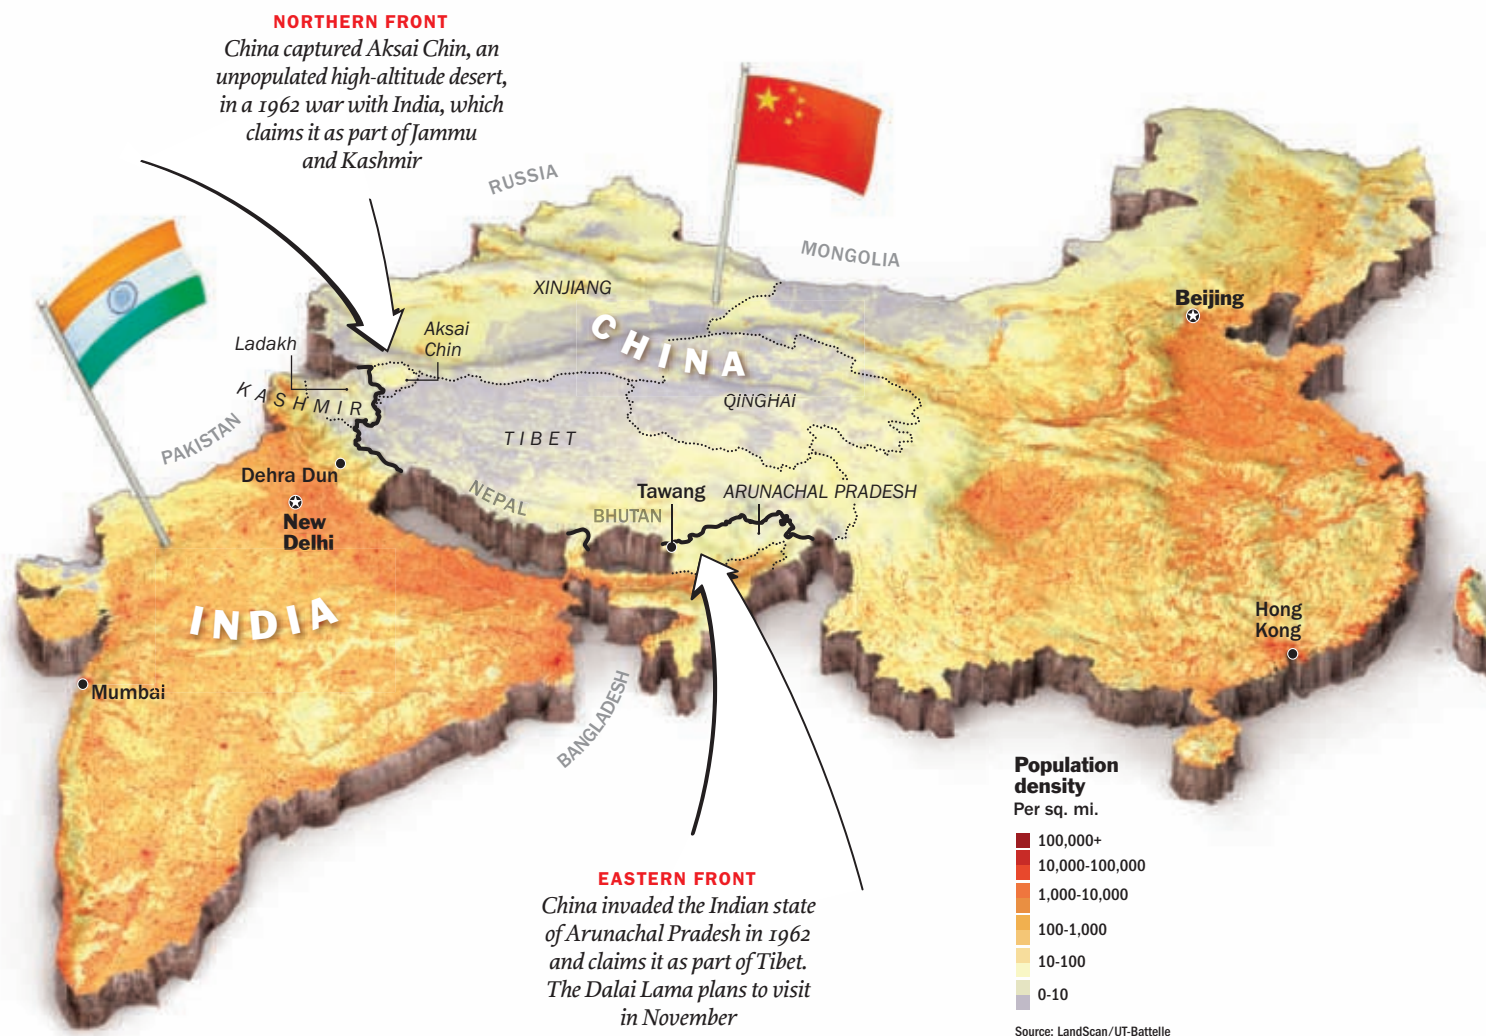 NORTHERN FRONT
China captured Aksai Chin, an
unpopulated high-altitude desert,
in a 1962 war with India, which
claims it as part of Jammu
and Kashmir
RUSSIA
MONGOLIA
XINJIANG
Beijing
CHINA
Aksai
Chin
Ladakh
KASHMIR
QINGHAI
PAKISTAN
TIBET
Dehra Dun
NEPAL
Tawang
ARUNACHAL PRADESH
BHUTAN
New
Delhi
INDIA
Hong
Kong
Mumbai
BANGLADESH
EASTERN FRONT
China invaded the Indian state
of Arunachal Pradesh in 1962
and claims it as part of Tibet.
The Dalai Lama plans to visit
in November
Population
density
Per sq. mi.
100,000+
10,000-100,000
1,000-10,000
100-1,000
10-100
0-10
Source: LandScan/UT-Battelle